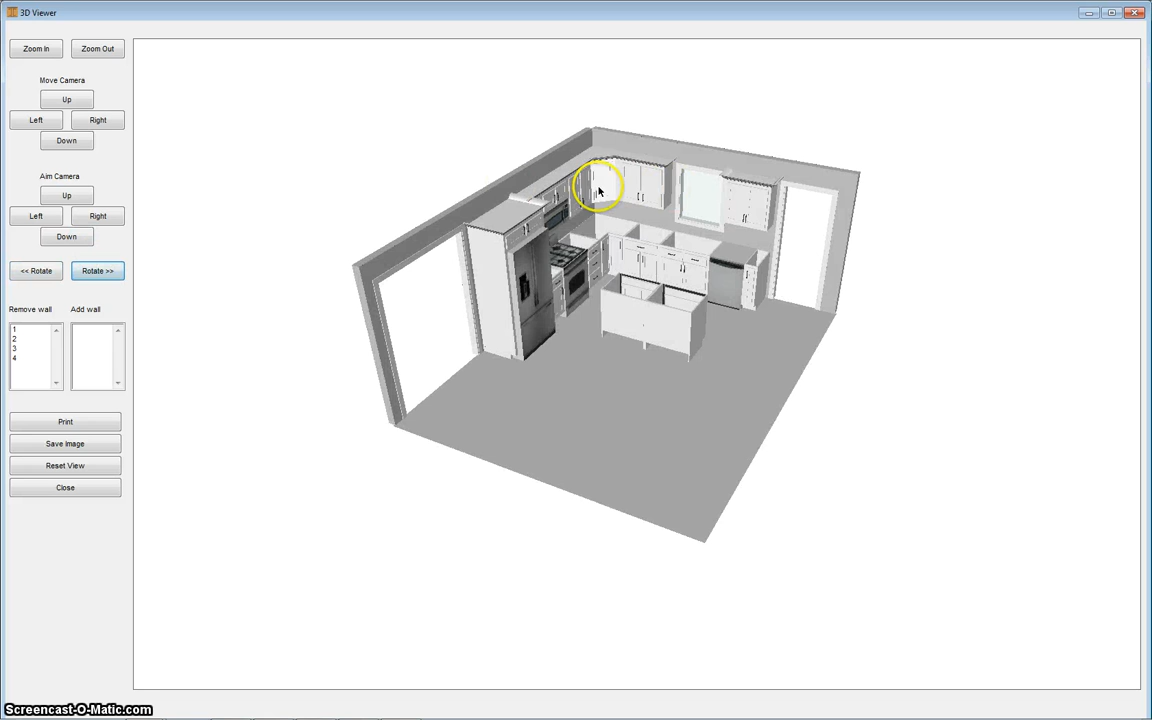 3D Viewer
Zoom In
Zoom Out
Move Camera
Up
Left
Right
Down
Aim Camera
Up
Left
Right
Down
<< Rotate
Rotate >>
Remove wall
Add wall
1
2
3
4
Print
Save Image
Reset View
Close
Screencast-O-Matic.com